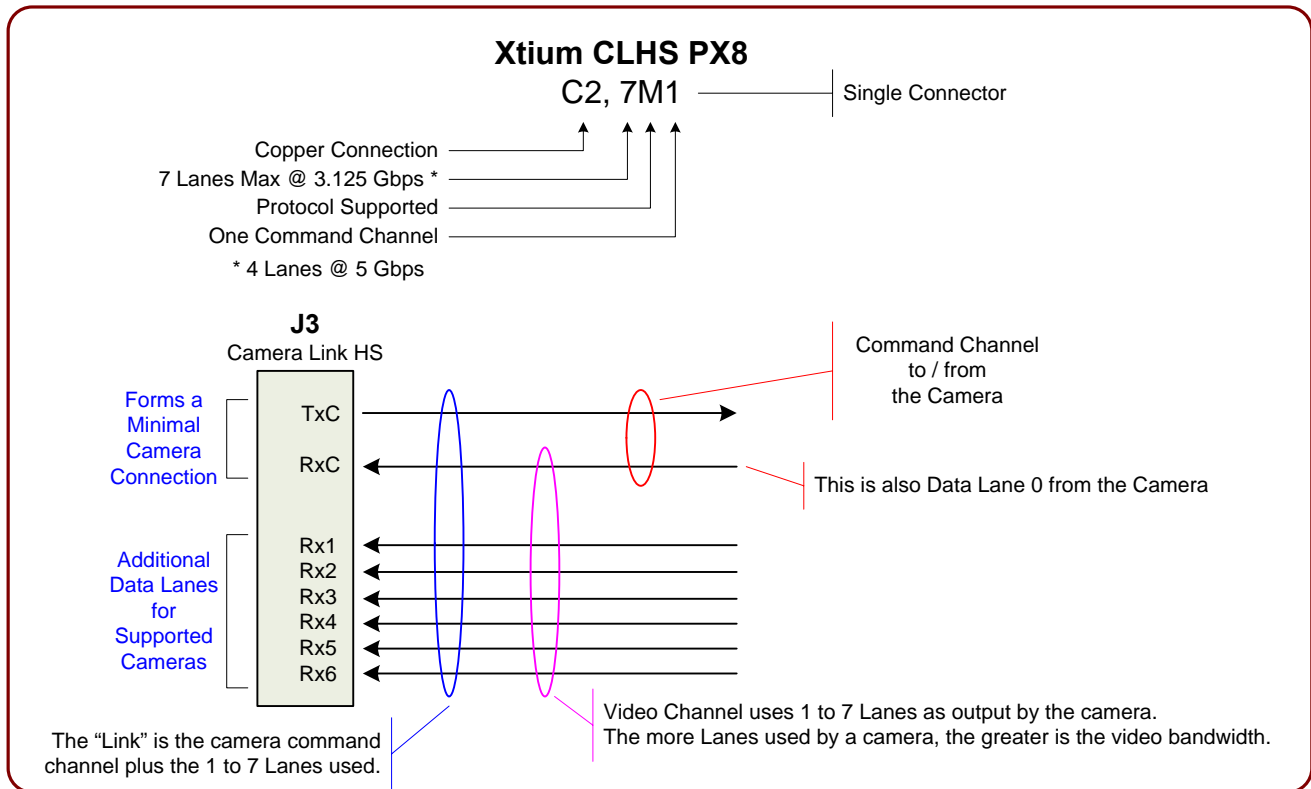 Xtium CLHS PX8
C2, 7M1
Single Connector
Copper Connection
7 Lanes Max @ 3.125 Gbps *
Protocol Supported
One Command Channel
* 4 Lanes @ 5 Gbps
J3
Camera Link HS
Forms a
Minimal
Camera
Connection
TxC
RxC
Command Channel
to / from
the Camera
This is also Data Lane 0 from the Camera
Additional
Data Lanes
for
Supported
Cameras
Rx1
Rx2
Rx3
Rx4
Rx5
Rx6
The “Link” is the camera command
channel plus the 1 to 7 Lanes used.
Video Channel uses 1 to 7 Lanes as output by the camera.
The more Lanes used by a camera, the greater is the video bandwidth.